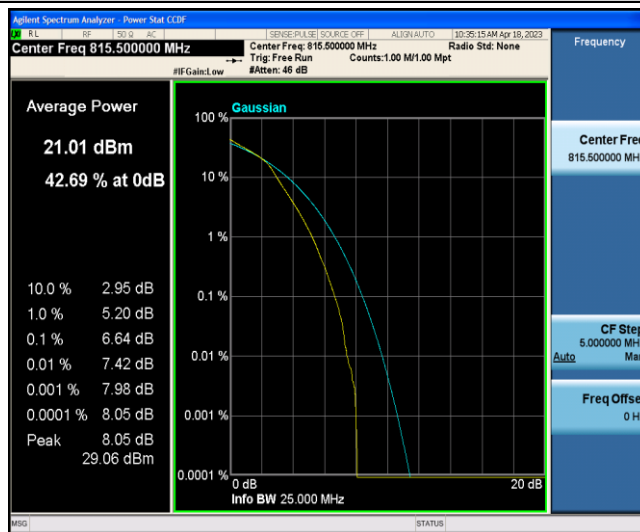 Agilent Spectrum Analyzer - Power Stat CCDF
RL RF 50 Ω AC SENSE:PULSE SOURCE OFF ALIGNAUTO 10:35:15 AM Apr 18, 2023
Center Freq 815.500000 MHz
Center Freq: 815.500000 MHz Radio Std: None
Trig: Free Run Counts:1.00 M/1.00 Mpt
#IFGain:Low #Atten: 46 dB
Frequency
Average Power
21.01 dBm
42.69 % at 0dB
10.0 % 2.95 dB
1.0 % 5.20 dB
0.1 % 6.64 dB
0.01 % 7.42 dB
0.001 % 7.98 dB
0.0001 % 8.05 dB
Peak 8.05 dB
29.06 dBm
Gaussian
100 %
10 %
1 %
0.1 %
0.01 %
0.001 %
0.0001 %
0 dB 20 dB
Info BW 25.000 MHz
Center Fre
815.500000 MH
CF Step
5.000000 MH
Auto Ma
Freq Offse
0 H
MSG STATUS